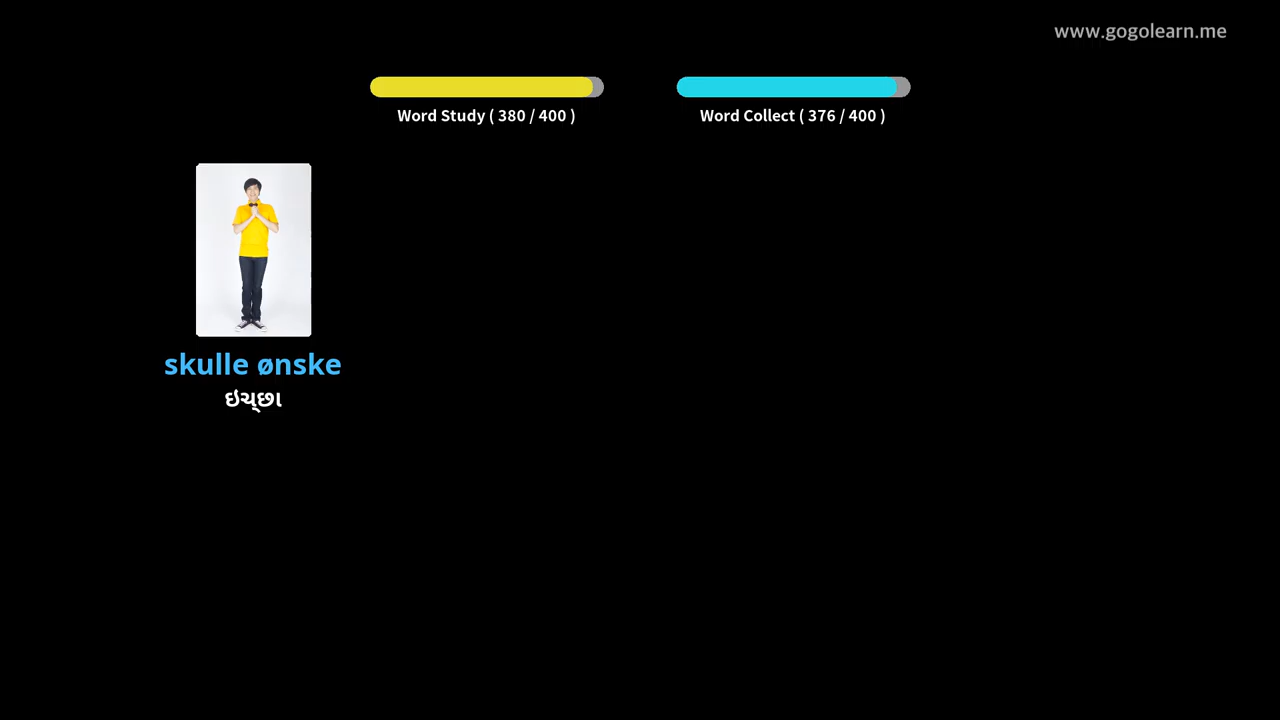 www.gogolearn.me
Word Study ( 380 / 400 )
Word Collect ( 376 / 400 )
skulle ønske
ઇચ્છા